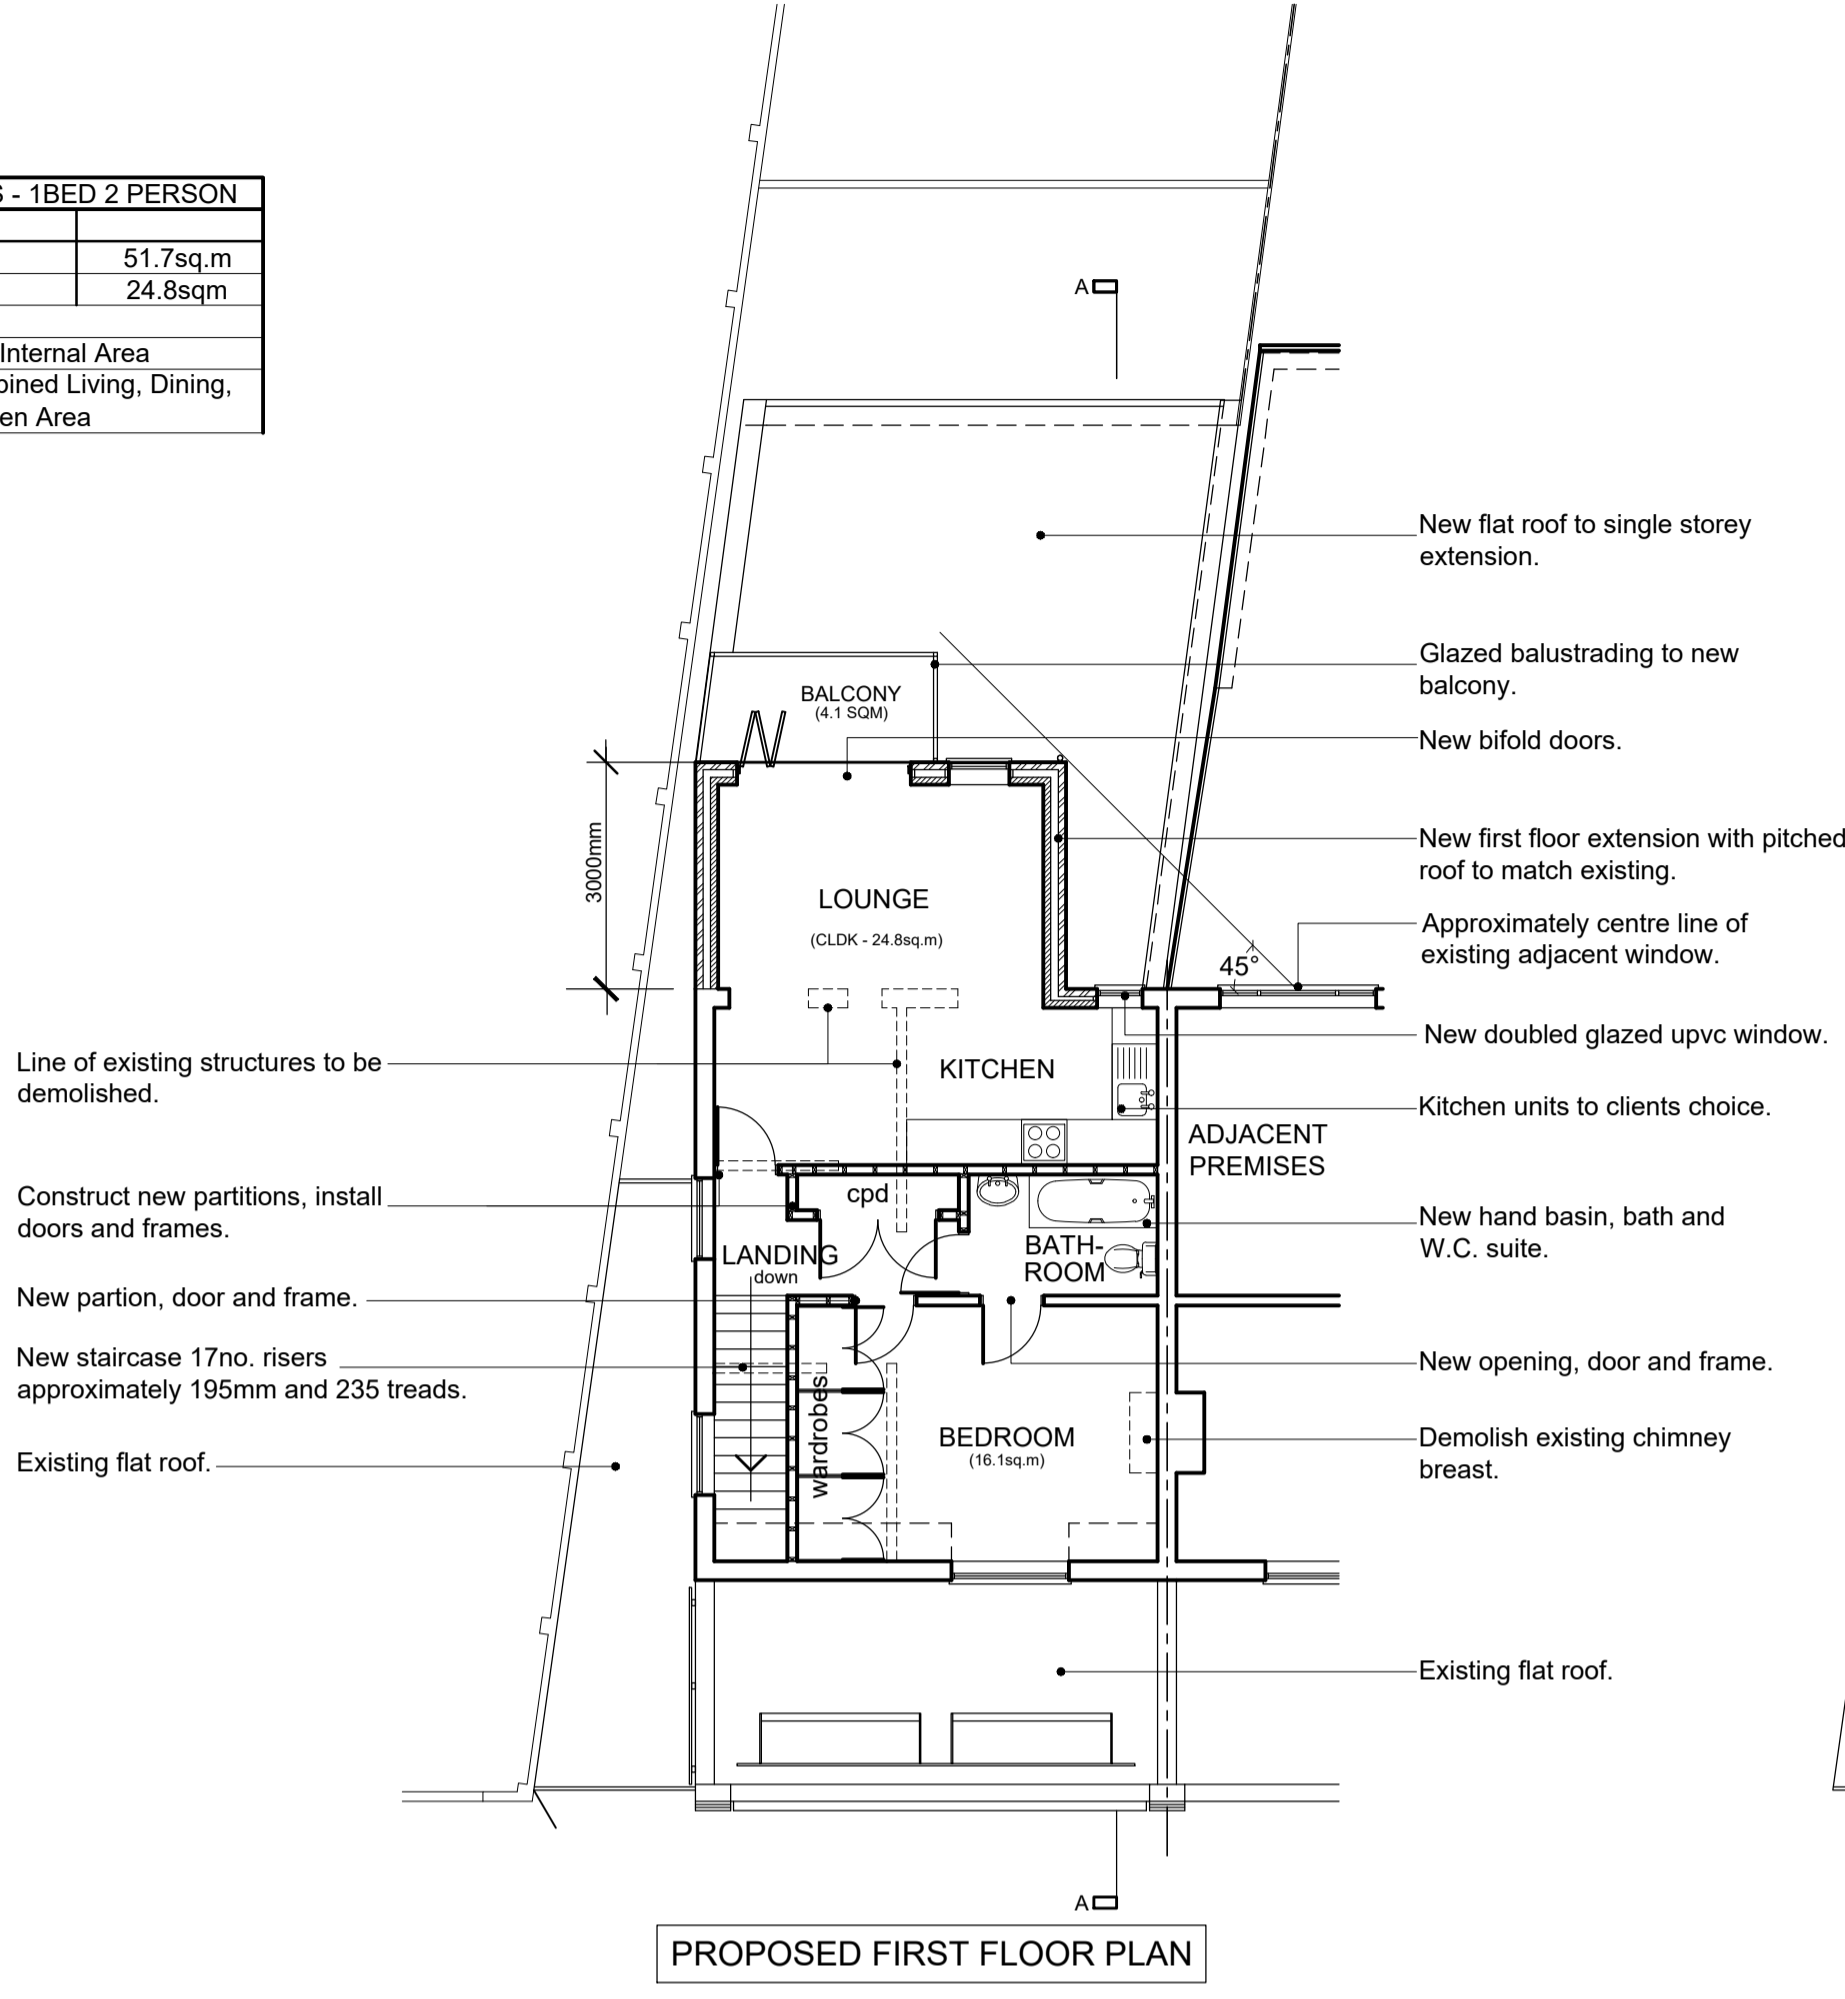 - 1BED 2 PERSON
51.7sq.m
24.8sqm
Internal Area
Living, Dining,
Area
A
New flat roof to single storey
extension.
Glazed balustrading to new
balcony.
BALCONY
(4.1 SQM)
New bifold doors.
3000mm
New first floor extension with pitched
roof to match existing.
LOUNGE
(CLDK - 24.8sq.m)
Approximately centre line of
existing adjacent window.
45°
New doubled glazed upvc window.
Line of existing structures to be
demolished.
KITCHEN
Kitchen units to clients choice.
ADJACENT
PREMISES
Construct new partitions, install
doors and frames.
cpd
New hand basin, bath and
W.C. suite.
LANDING
down
BATH-
ROOM
New partion, door and frame.
New staircase 17no. risers
approximately 195mm and 235 treads.
New opening, door and frame.
wardrobes
BEDROOM
(16.1sq.m)
Demolish existing chimney
breast.
Existing flat roof.
Existing flat roof.
A
PROPOSED FIRST FLOOR PLAN